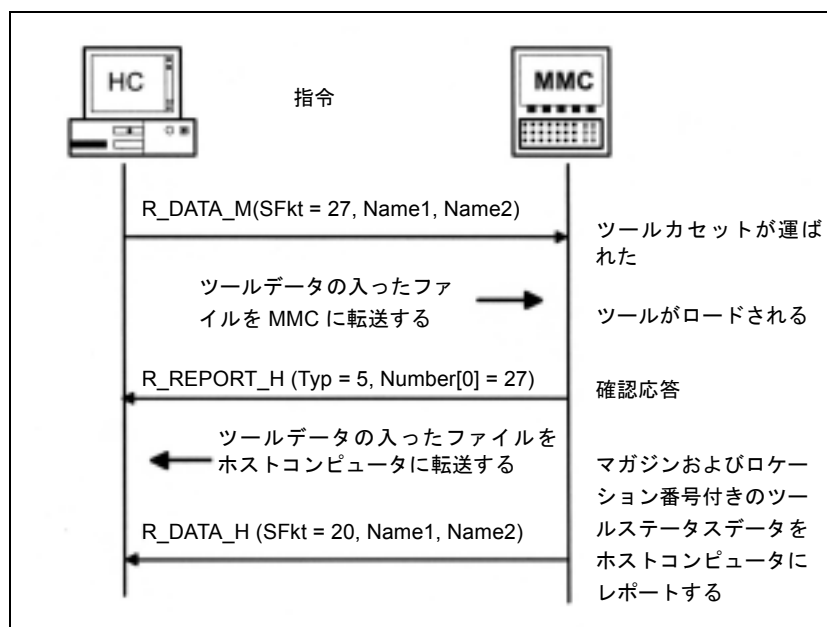 HC
指令
MMC
R_DATA_M(SFkt = 27, Name1, Name2)
ツールカセットが運ば
れた
ツールデータの入ったファ
イルを MMC に転送する
ツールがロードされる
R_REPORT_H (Typ = 5, Number[0] = 27)
確認応答
ツールデータの入ったファイルを
ホストコンピュータに転送する
マガジンおよびロケー
ション番号付きのツー
ルステータスデータを
ホストコンピュータに
レポートする
R_DATA_H (SFkt = 20, Name1, Name2)